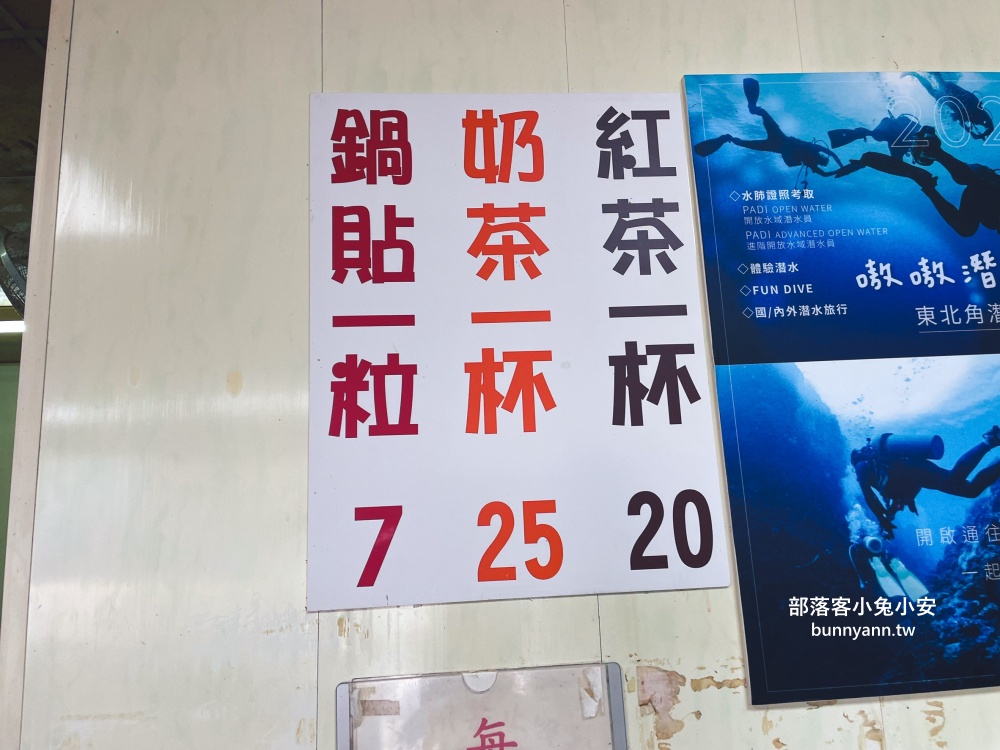 紅茶一杯 20
奶茶一杯 25
鍋貼一粒 7
202
◇水肺證照考取
PADI OPEN WATER
開放水域潛水員
PADI ADVANCED OPEN WATER
進階開放水域潛水員
◇體驗潛水
◇FUN DIVE
◇國/內外潛水旅行
嗷嗷潛
東北角潛
開啟通往
一起
部落客小兔小安
bunnyann.tw
每